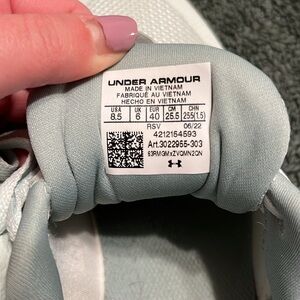 UNDER ARMOUR
MADE IN VIETNAM
FABRIQUÉ AU VIETNAM
HECHO EN VIETNAM
USA UK EUR CM CHN
8.5 6 40 25.5 255(1.5)
RSV 06/22
4212154593
Art.3022955-303